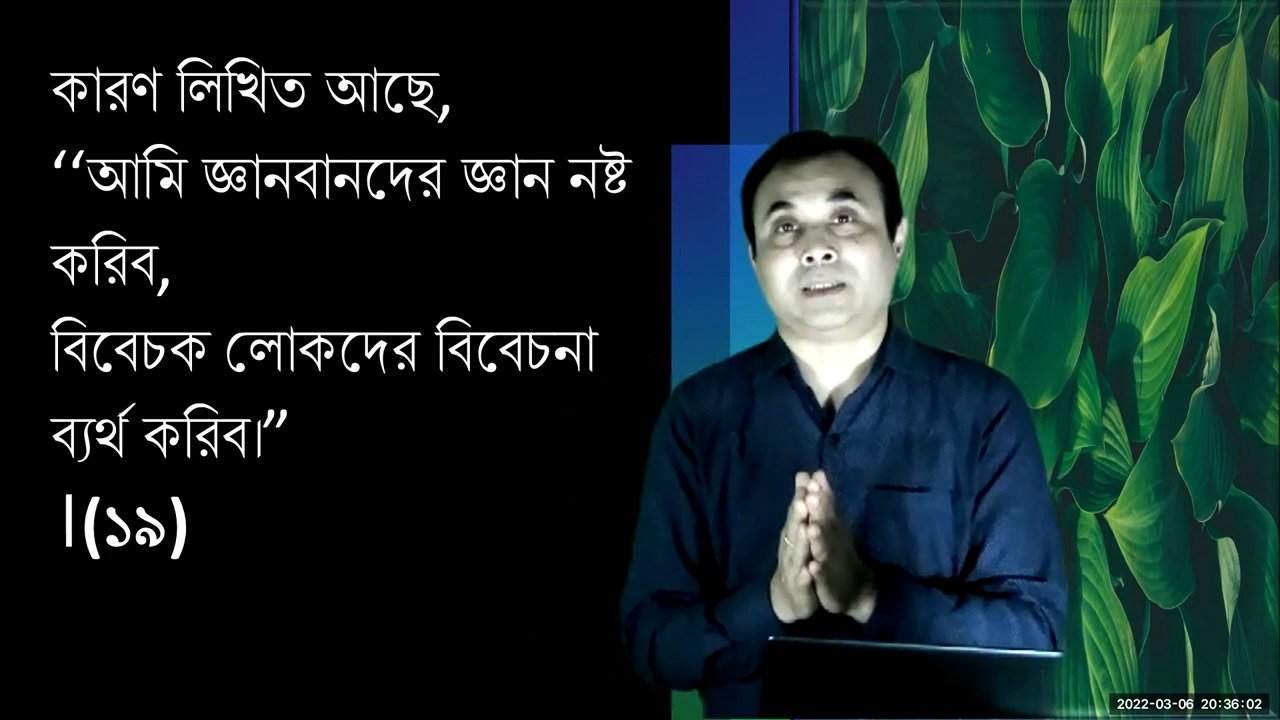 কারণ লিখিত আছে,
‘‘আমি জ্ঞানবানদের জ্ঞান নষ্ট
করিব,
বিবেচক লোকদের বিবেচনা
ব্যর্থ করিব।”
।(১৯)
2022-03-06 20:36:02